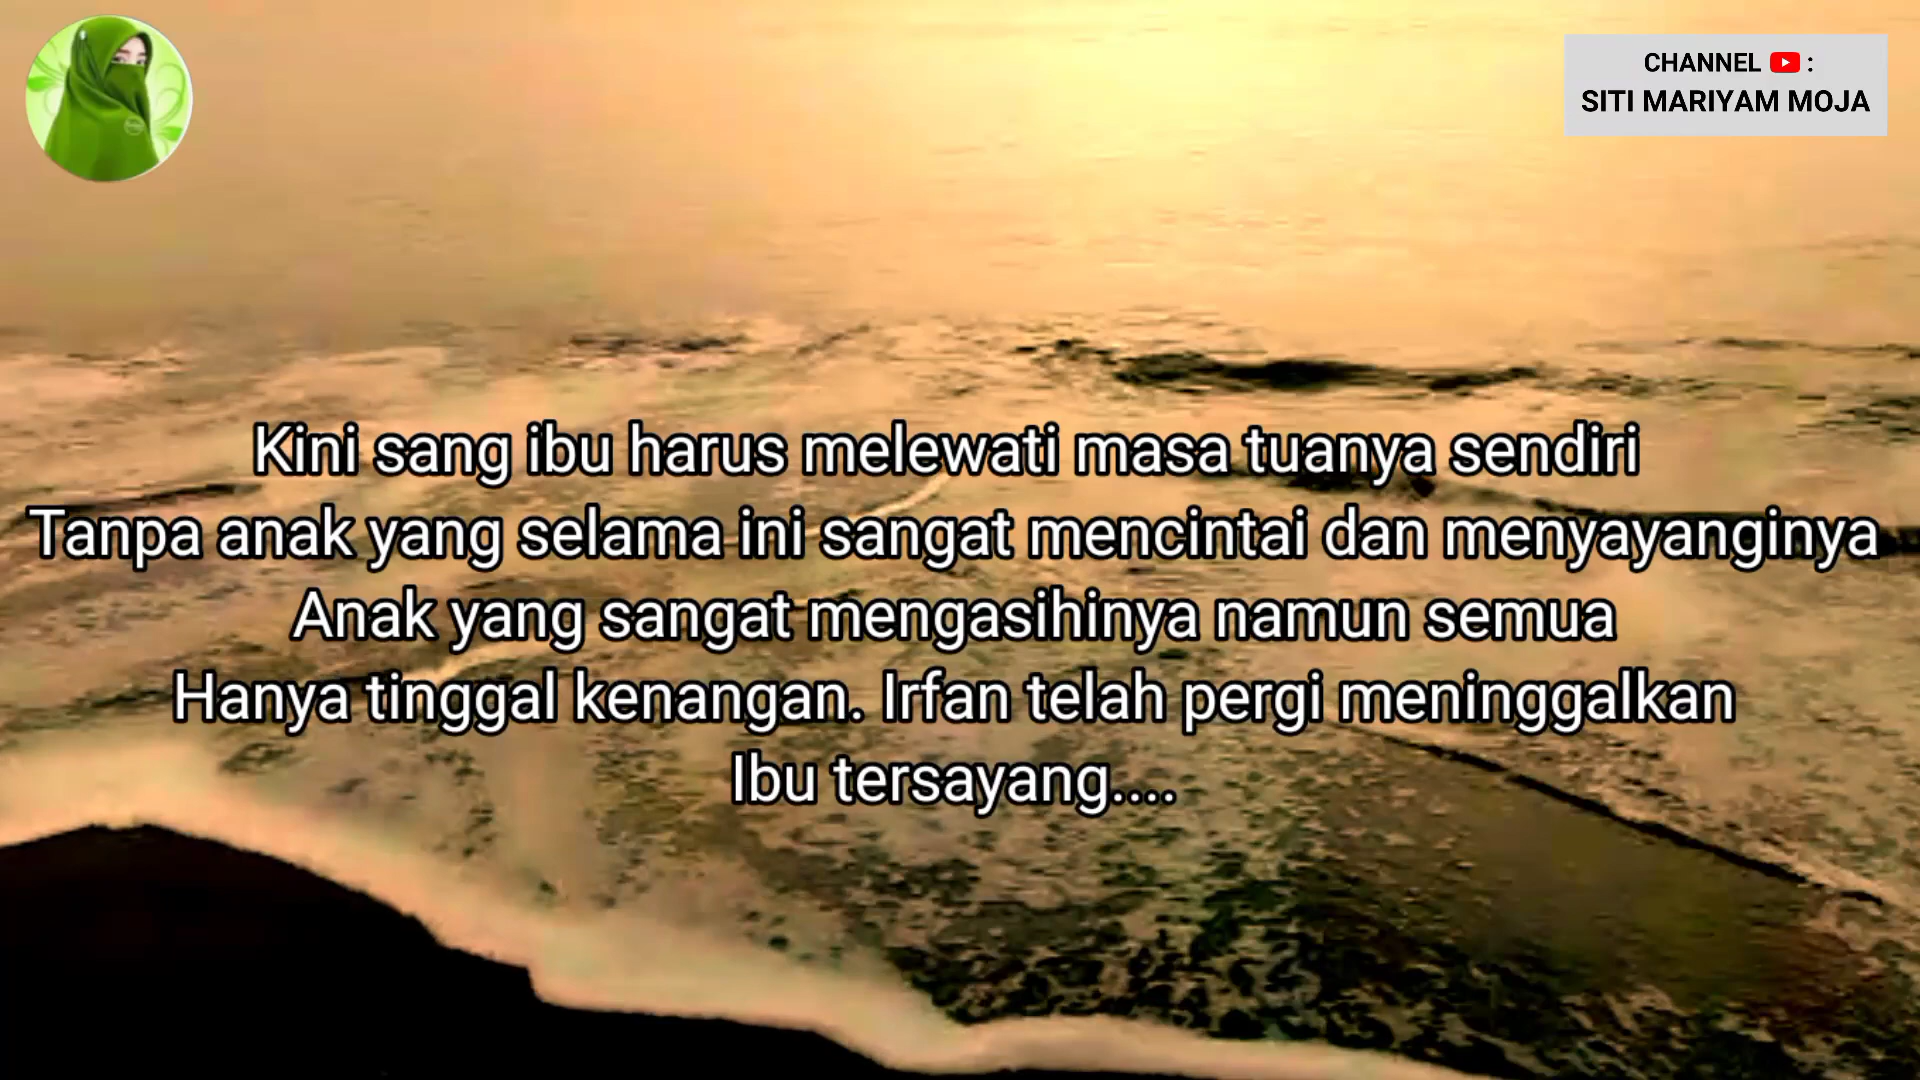 CHANNEL :
SITI MARIYAM MOJA
Kini sang ibu harus melewati masa tuanya sendiri
Tanpa anak yang selama ini sangat mencintai dan menyayanginya
Anak yang sangat mengasihinya namun semua
Hanya tinggal kenangan. Irfan telah pergi meninggalkan
Ibu tersayang....